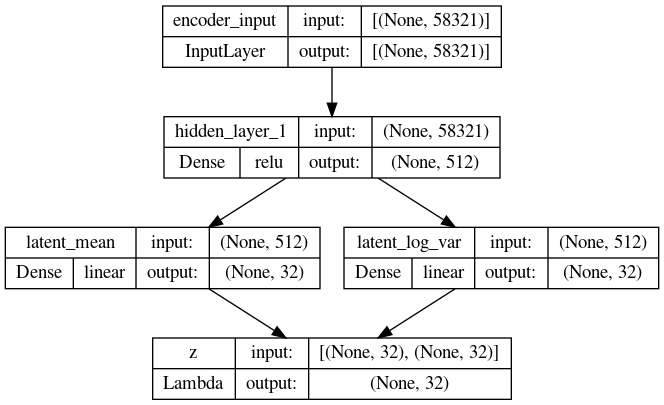 encoder_input input: [(None, 58321)]
InputLayer output: [(None, 58321)]
hidden_layer_1 input: (None, 58321)
Dense relu output: (None, 512)
latent_mean input: (None, 512)
Dense linear output: (None, 32)
latent_log_var input: (None, 512)
Dense linear output: (None, 32)
z input: [(None, 32), (None, 32)]
Lambda output: (None, 32)